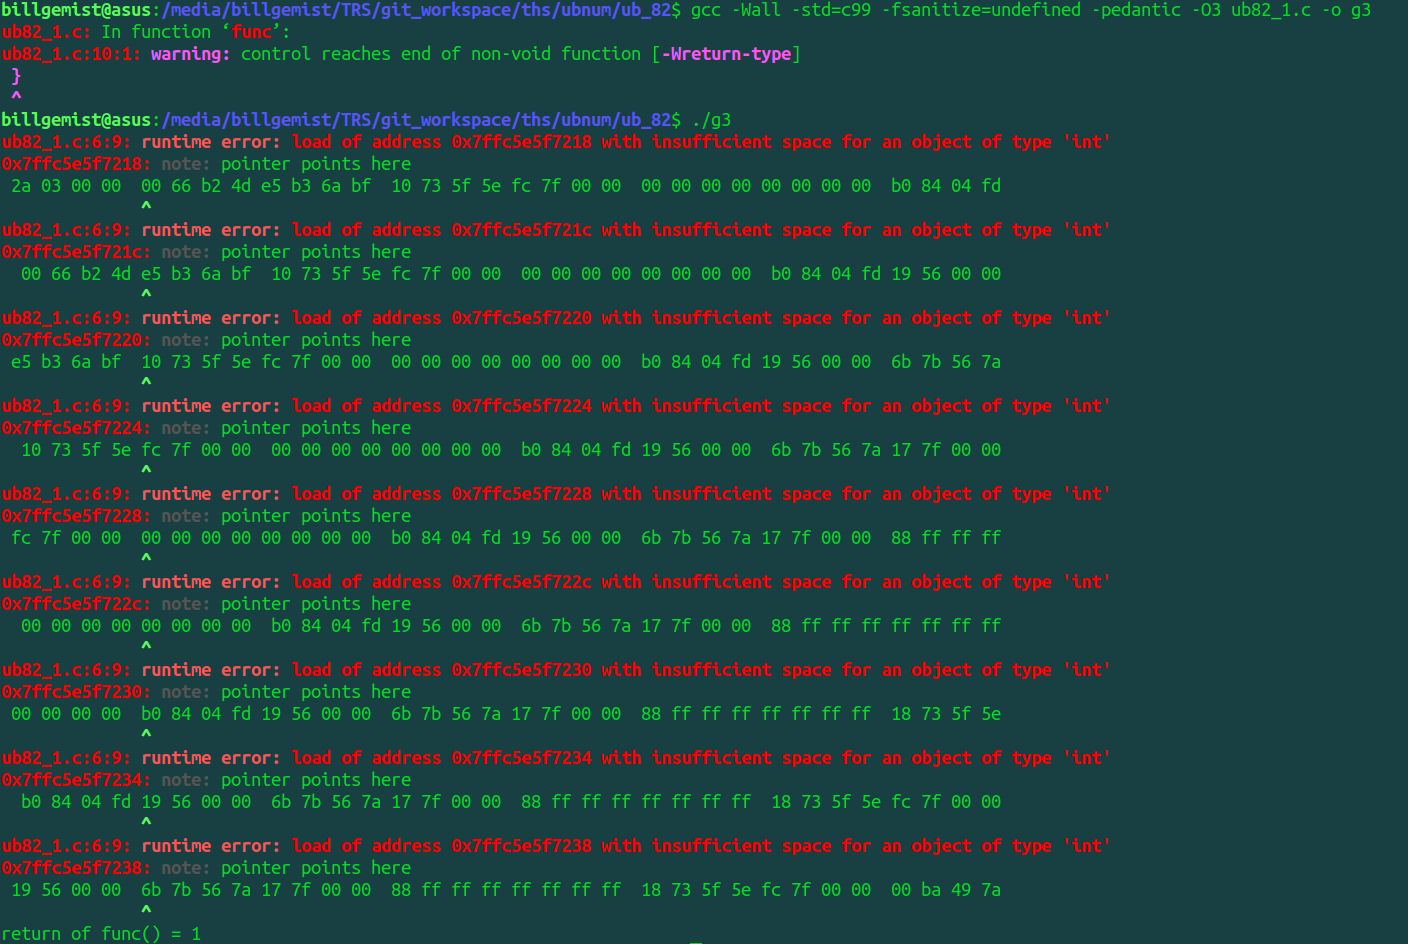 billgemist@asus:/media/billgemist/TRS/git_workspace/ths/ubnum/ub_82$ gcc -Wall -std=c99 -fsanitize=undefined -pedantic -O3 ub82_1.c -o g3
ub82_1.c: In function ‘func’:
ub82_1.c:10:1: warning: control reaches end of non-void function [-Wreturn-type]
 }
 ^
billgemist@asus:/media/billgemist/TRS/git_workspace/ths/ubnum/ub_82$ ./g3
ub82_1.c:6:9: runtime error: load of address 0x7ffc5e5f7218 with insufficient space for an object of type 'int'
0x7ffc5e5f7218: note: pointer points here
 2a 03 00 00  00 66 b2 4d e5 b3 6a bf  10 73 5f 5e fc 7f 00 00  00 00 00 00 00 00 00 00  b0 84 04 fd
              ^
ub82_1.c:6:9: runtime error: load of address 0x7ffc5e5f721c with insufficient space for an object of type 'int'
0x7ffc5e5f721c: note: pointer points here
  00 66 b2 4d e5 b3 6a bf  10 73 5f 5e fc 7f 00 00  00 00 00 00 00 00 00 00  b0 84 04 fd 19 56 00 00
              ^
ub82_1.c:6:9: runtime error: load of address 0x7ffc5e5f7220 with insufficient space for an object of type 'int'
0x7ffc5e5f7220: note: pointer points here
 e5 b3 6a bf  10 73 5f 5e fc 7f 00 00  00 00 00 00 00 00 00 00  b0 84 04 fd 19 56 00 00  6b 7b 56 7a
              ^
ub82_1.c:6:9: runtime error: load of address 0x7ffc5e5f7224 with insufficient space for an object of type 'int'
0x7ffc5e5f7224: note: pointer points here
  10 73 5f 5e fc 7f 00 00  00 00 00 00 00 00 00 00  b0 84 04 fd 19 56 00 00  6b 7b 56 7a 17 7f 00 00
              ^
ub82_1.c:6:9: runtime error: load of address 0x7ffc5e5f7228 with insufficient space for an object of type 'int'
0x7ffc5e5f7228: note: pointer points here
 fc 7f 00 00  00 00 00 00 00 00 00 00  b0 84 04 fd 19 56 00 00  6b 7b 56 7a 17 7f 00 00  88 ff ff ff
              ^
ub82_1.c:6:9: runtime error: load of address 0x7ffc5e5f722c with insufficient space for an object of type 'int'
0x7ffc5e5f722c: note: pointer points here
  00 00 00 00 00 00 00 00  b0 84 04 fd 19 56 00 00  6b 7b 56 7a 17 7f 00 00  88 ff ff ff ff ff ff ff
              ^
ub82_1.c:6:9: runtime error: load of address 0x7ffc5e5f7230 with insufficient space for an object of type 'int'
0x7ffc5e5f7230: note: pointer points here
 00 00 00 00  b0 84 04 fd 19 56 00 00  6b 7b 56 7a 17 7f 00 00  88 ff ff ff ff ff ff ff  18 73 5f 5e
              ^
ub82_1.c:6:9: runtime error: load of address 0x7ffc5e5f7234 with insufficient space for an object of type 'int'
0x7ffc5e5f7234: note: pointer points here
  b0 84 04 fd 19 56 00 00  6b 7b 56 7a 17 7f 00 00  88 ff ff ff ff ff ff ff  18 73 5f 5e fc 7f 00 00
              ^
ub82_1.c:6:9: runtime error: load of address 0x7ffc5e5f7238 with insufficient space for an object of type 'int'
0x7ffc5e5f7238: note: pointer points here
 19 56 00 00  6b 7b 56 7a 17 7f 00 00  88 ff ff ff ff ff ff ff  18 73 5f 5e fc 7f 00 00  00 ba 49 7a
              ^
return of func() = 1